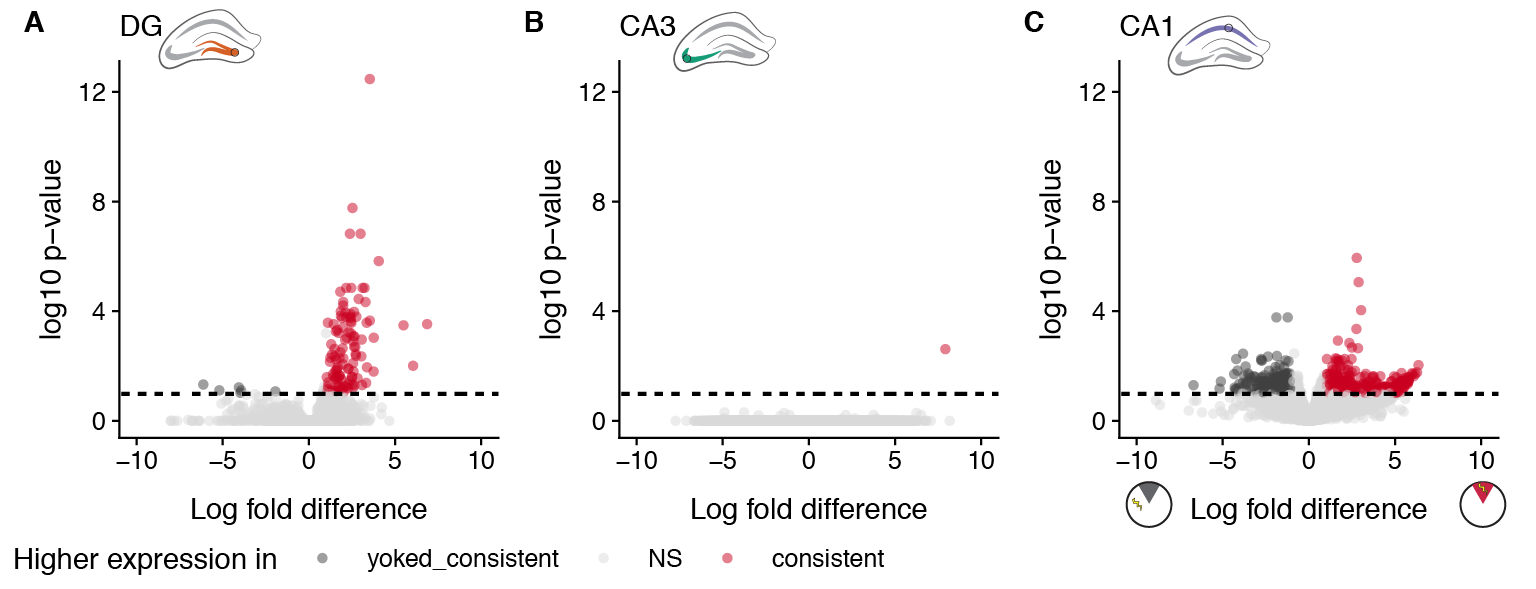 A
DG
log10 p−value
12
8
4
0
−10 −5 0 5 10
Log fold difference
B
CA3
log10 p−value
12
8
4
0
−10 −5 0 5 10
Log fold difference
C
CA1
log10 p−value
12
8
4
0
−10 −5 0 5 10
Log fold difference
Higher expression in yoked_consistent NS consistent